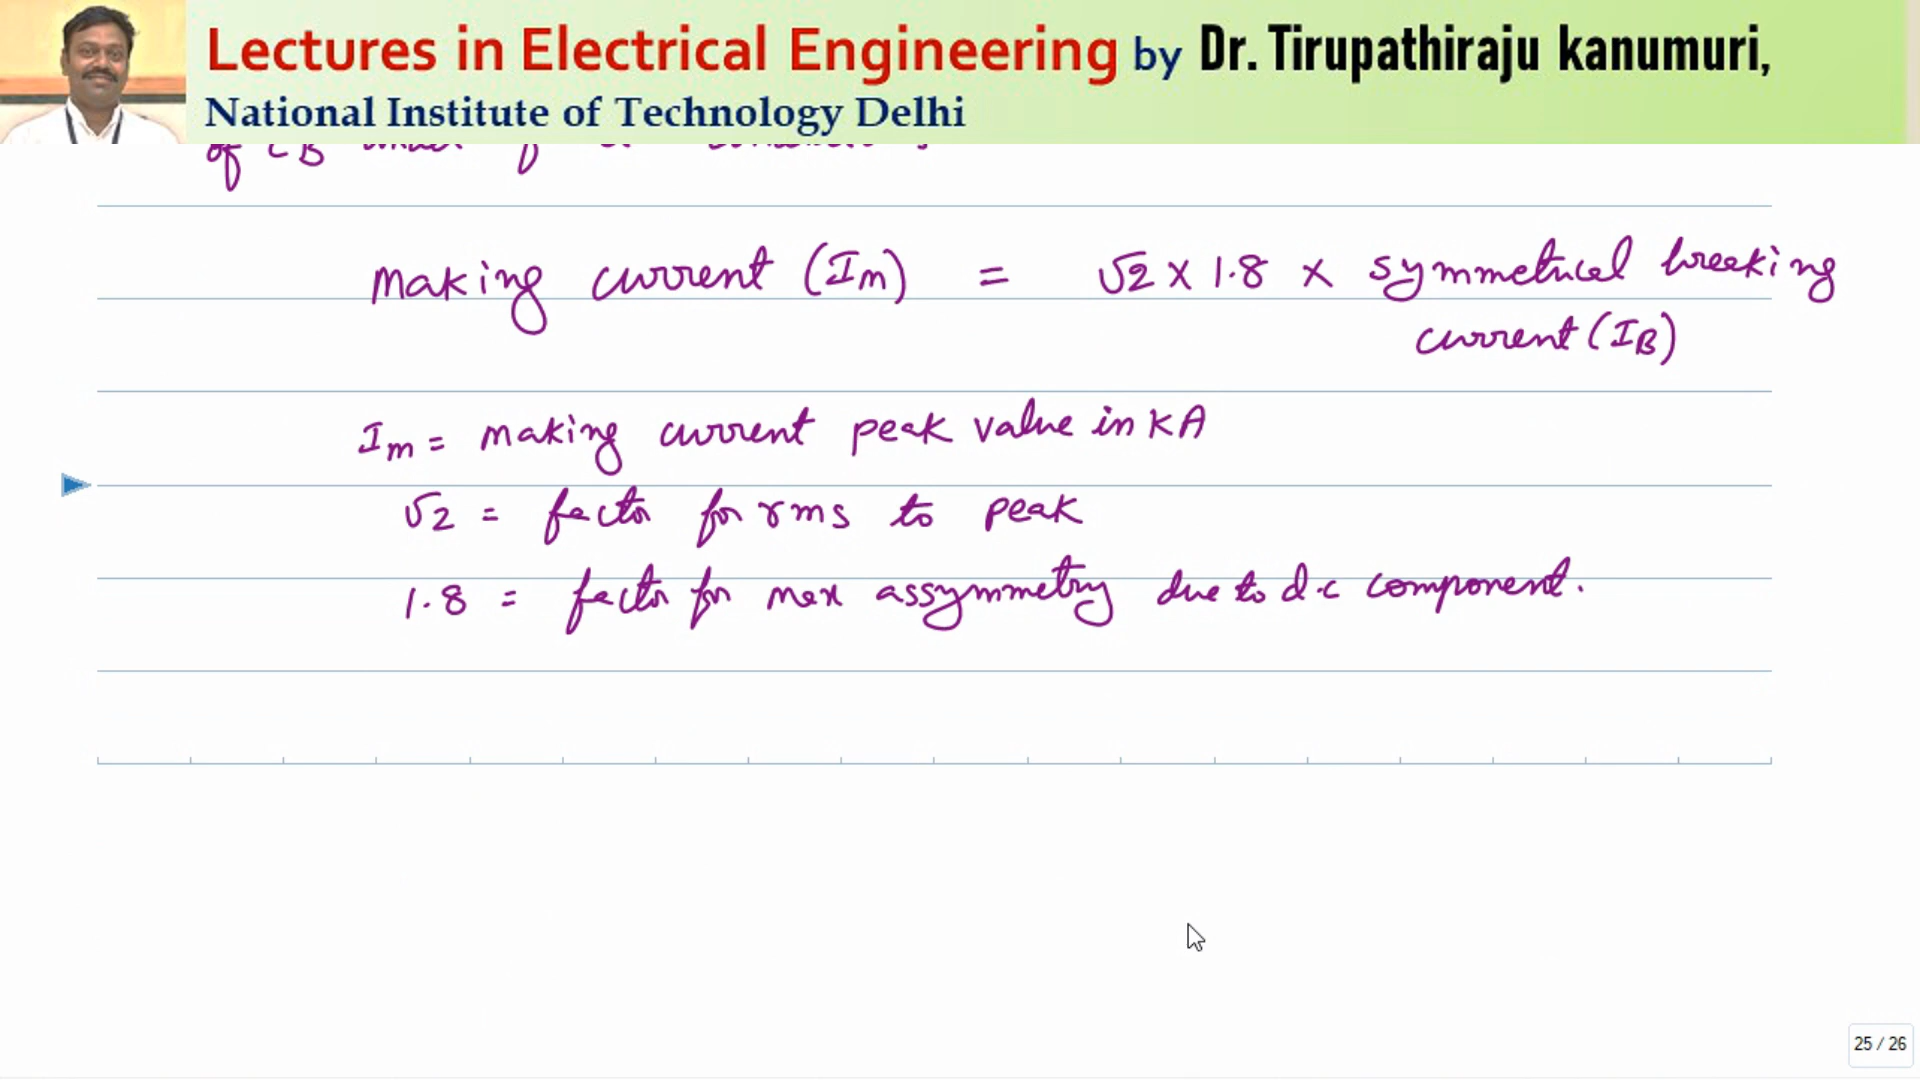 Lectures in Electrical Engineering by Dr. Tirupathiraju kanumuri,
National Institute of Technology Delhi
of CB
Making current (Im) = √2 x 1.8 x symmetrical breaking
current (IB)
Im = making current peak value in kA
√2 = factor for rms to peak
1.8 = factor for max assymmetry due to d.c component.
25 / 26